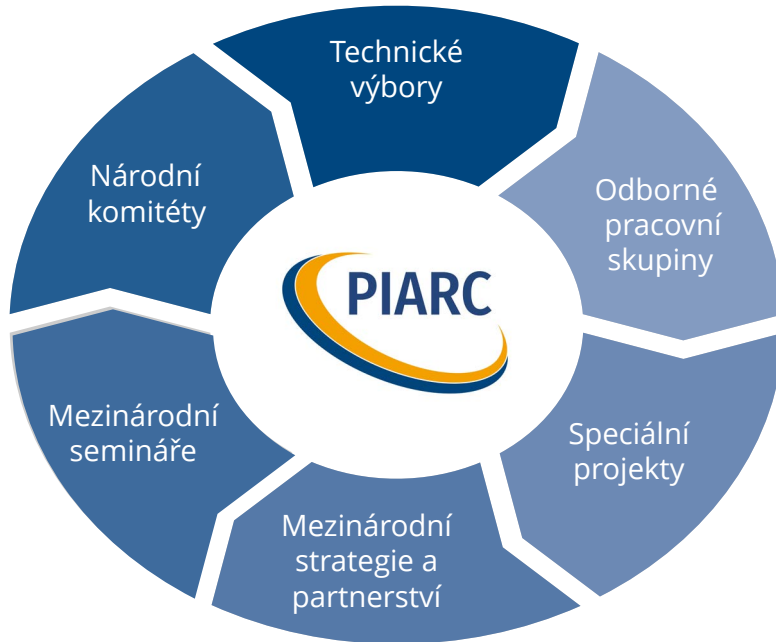 Technické
výbory
Odborné
pracovní
skupiny
Speciální
projekty
Mezinárodní
strategie a
partnerství
Mezinárodní
semináře
Národní
komitéty
PIARC